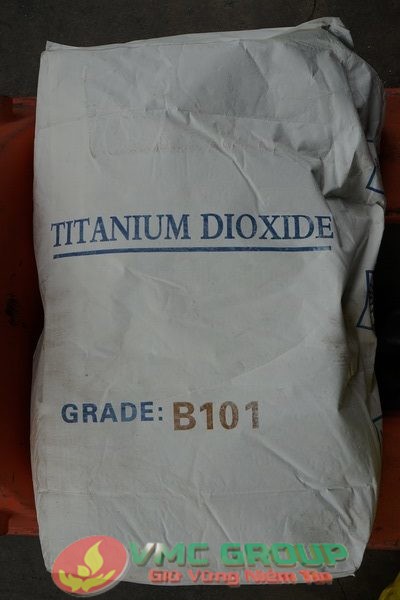 TITANIUM DIOXIDE
GRADE: B101
VMC GROUP
Giữ Vững Niềm Tin